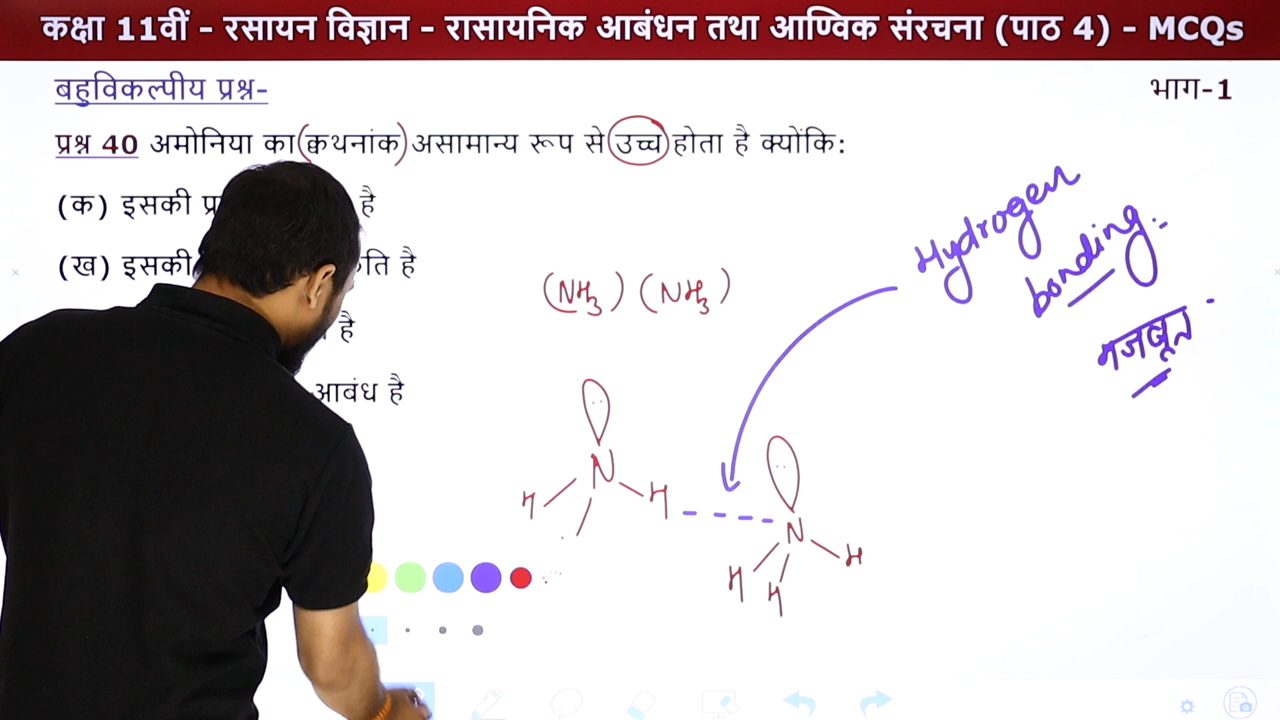 कक्षा 11वीं - रसायन विज्ञान - रासायनिक आबंधन तथा आण्विक संरचना (पाठ 4) - MCQs
बहुविकल्पीय प्रश्न-
भाग-1
प्रश्न 40 अमोनिया का (क्वथनांक) असामान्य रूप से उच्च होता है क्योंकि:
(क) इसकी है
(ख) इसकी है
है
आबंध है
Hydrogen
bonding
मजबूत
(NH3) (NH3)
N
H H
N
H H H